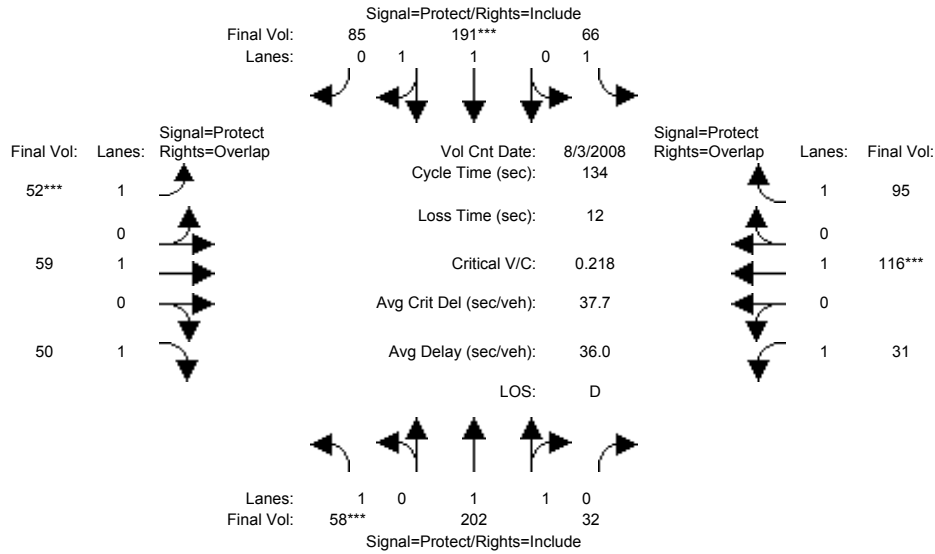 Signal=Protect/Rights=Include
Final Vol: 85 191*** 66
Lanes: 0 1 1 0 1
Signal=Protect
Final Vol: Lanes: Rights=Overlap
Vol Cnt Date: 8/3/2008
Signal=Protect
Rights=Overlap Lanes: Final Vol:
Cycle Time (sec): 134
52*** 1
1 95
Loss Time (sec): 12
0
0
59 1
Critical V/C: 0.218
1 116***
0
Avg Crit Del (sec/veh): 37.7
0
50 1
Avg Delay (sec/veh): 36.0
1 31
LOS: D
Lanes: 1 0 1 1 0
Final Vol: 58*** 202 32
Signal=Protect/Rights=Include